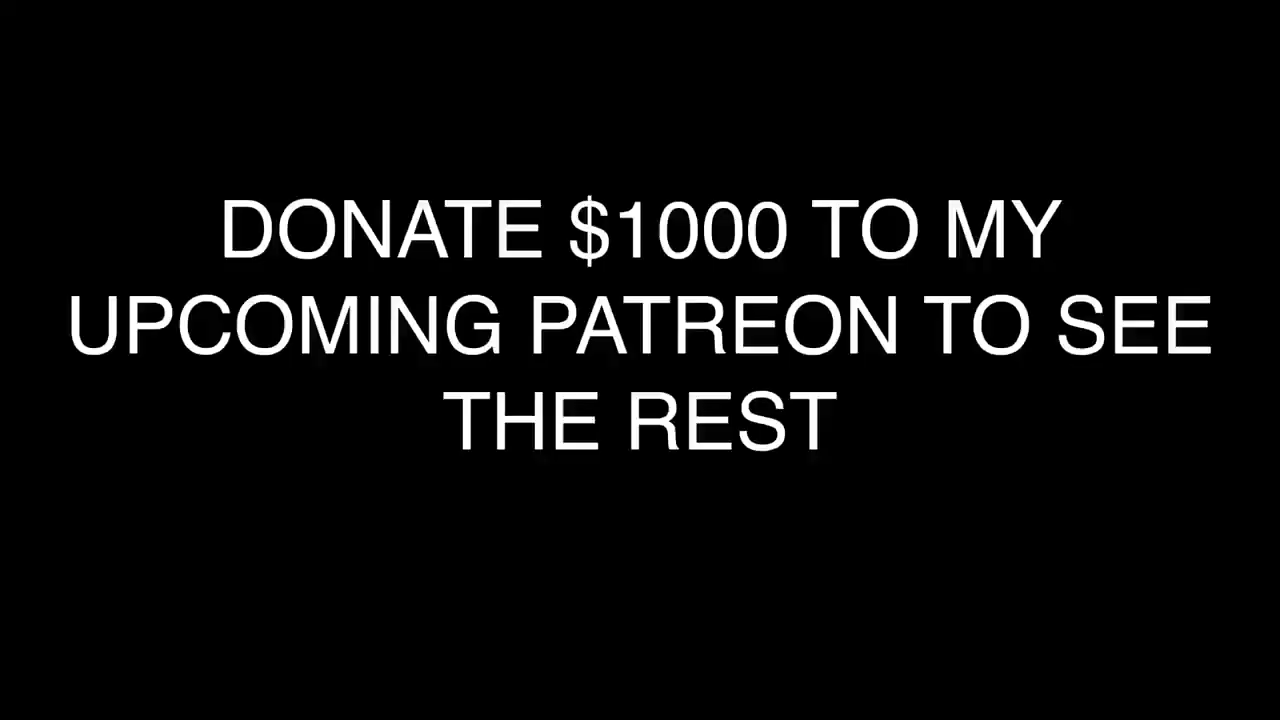 DONATE $1000 TO MY
UPCOMING PATREON TO SEE
THE REST